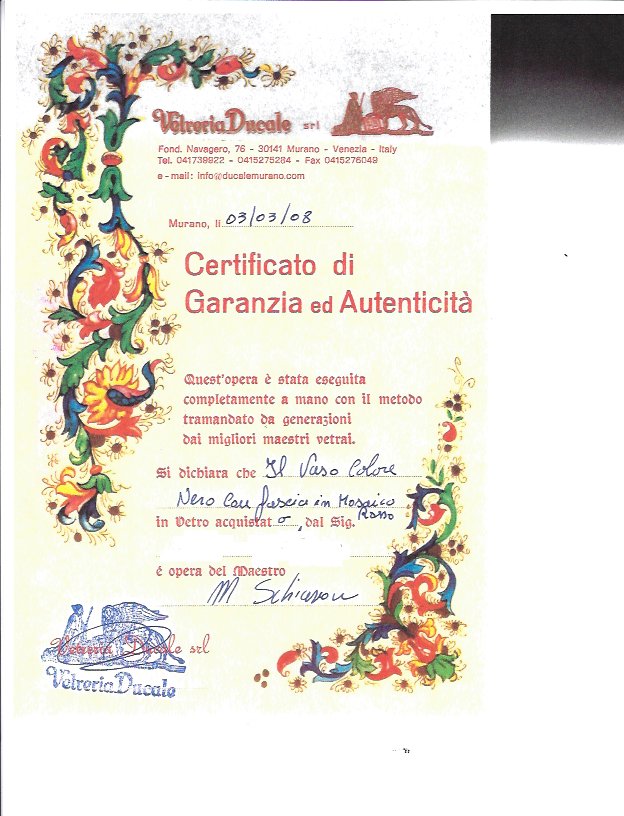 Vetreria Ducale srl
Fond. Navagero, 76 - 30141 Murano - Venezia - Italy
Tel. 041739822 - 0415275284 - Fax 0415276049
e-mail: info@ducalemurano.com
Murano, lì 03/03/08
Certificato di
Garanzia ed Autenticità
Quest'opera è stata eseguita
completamente a mano con il metodo
tramandato da generazioni
dai migliori maestri vetrai.
Si dichiara che Il Vaso Colore
Nero Con fascia in Mosaico
Rosso
in Vetro acquistat o, dal Sig.
é opera del Maestro
M Schiavon
Vetreria Ducale srl
Vetreria Ducale